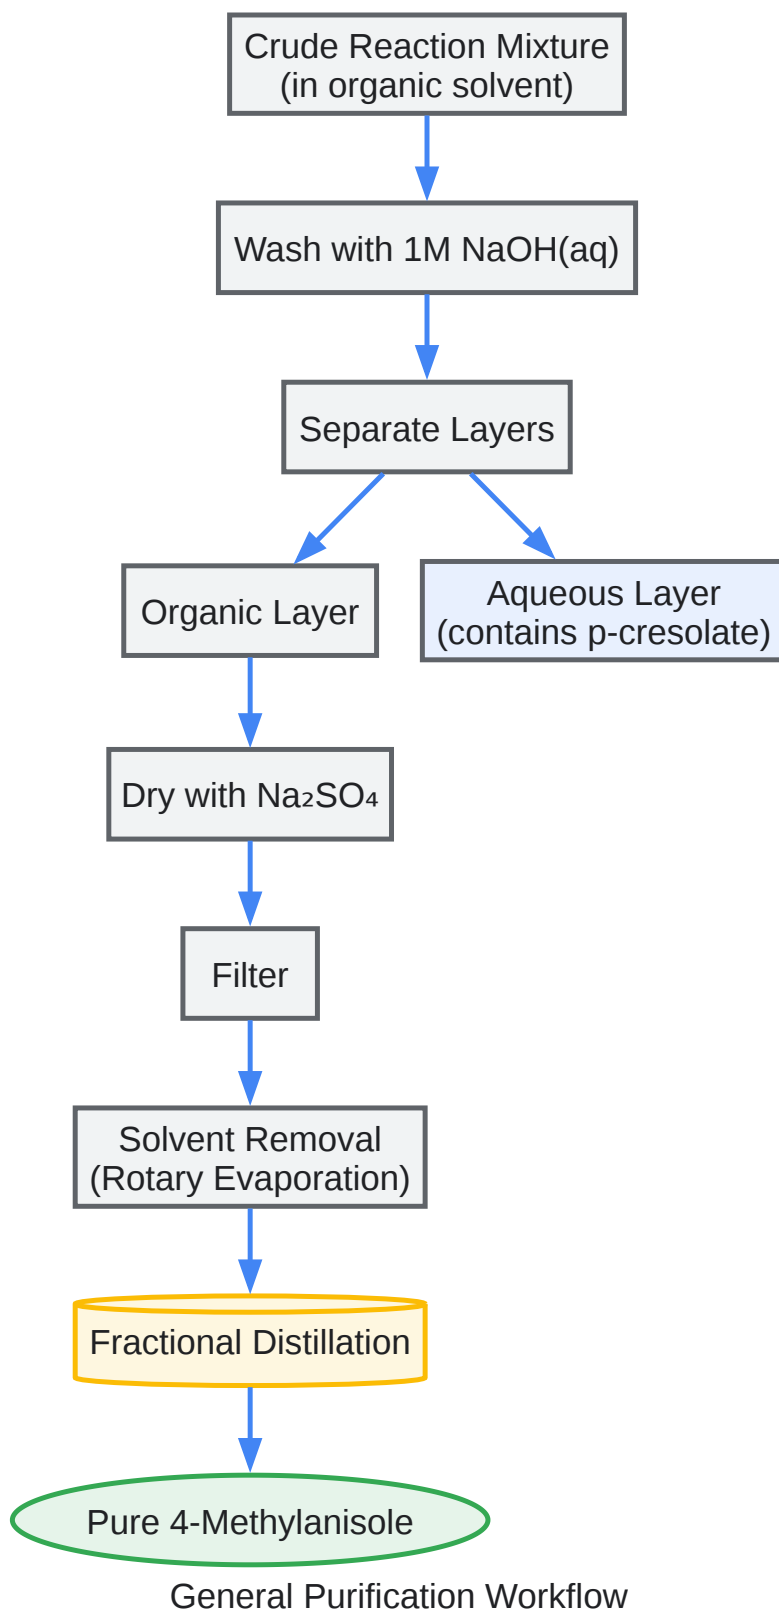 Crude Reaction Mixture
(in organic solvent)
Wash with 1M NaOH(aq)
Separate Layers
Organic Layer
Aqueous Layer
(contains p-cresolate)
Dry with Na₂SO₄
Filter
Solvent Removal
(Rotary Evaporation)
Fractional Distillation
Pure 4-Methylanisole
General Purification Workflow